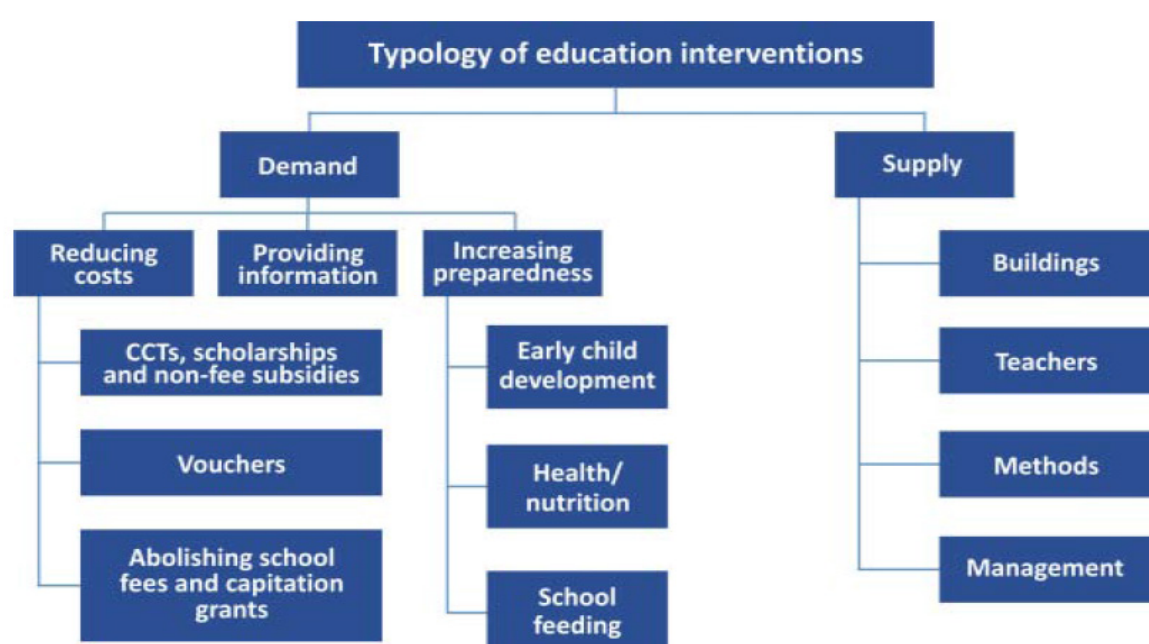 Typology of education interventions
Demand
Supply
Reducing
costs
Providing
information
Increasing
preparedness
CCTs, scholarships
and non-fee subsidies
Vouchers
Abolishing school
fees and capitation
grants
Early child
development
Health/
nutrition
School
feeding
Buildings
Teachers
Methods
Management